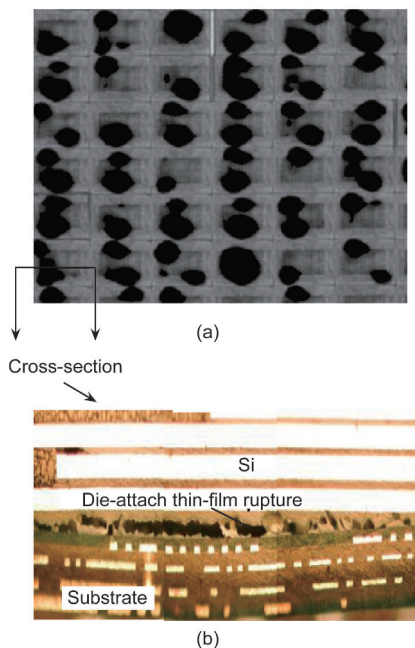 (a)
Cross-section
Si
Die-attach thin-film rupture
Substrate
(b)